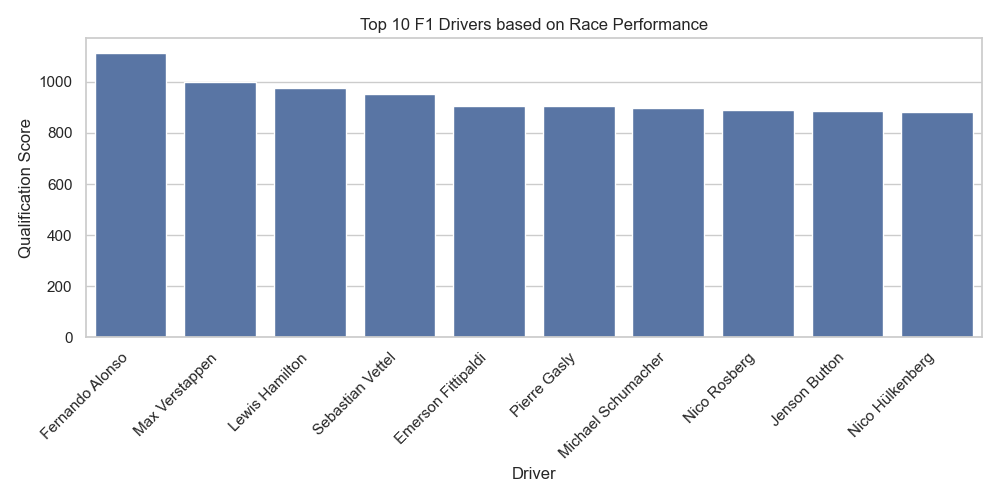 Top 10 F1 Drivers based on Race Performance
Qualification Score
1000
800
600
400
200
0
Fernando Alonso
Max Verstappen
Lewis Hamilton
Sebastian Vettel
Emerson Fittipaldi
Pierre Gasly
Michael Schumacher
Nico Rosberg
Jenson Button
Nico Hülkenberg
Driver